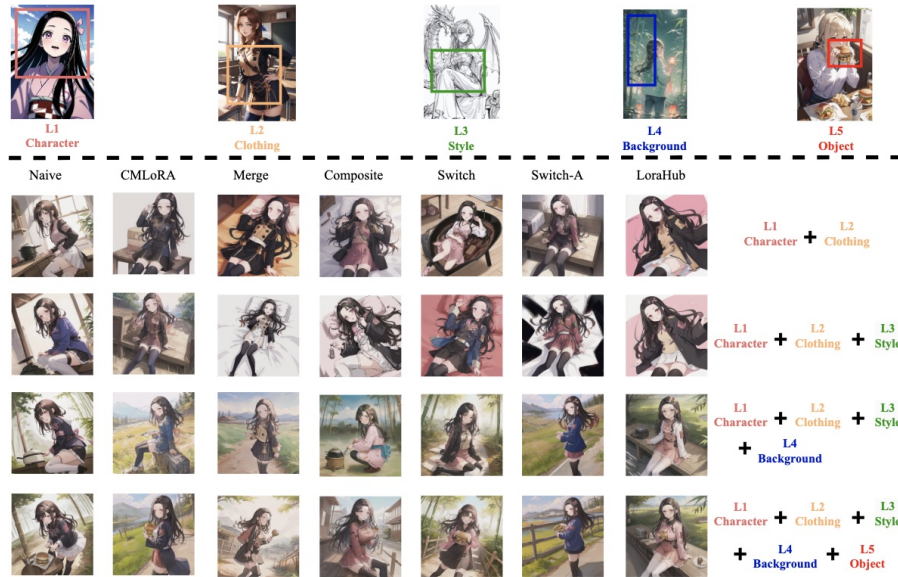 L1
Character
L2
Clothing
L3
Style
L4
Background
L5
Object
Naive
CMLoRA
Merge
Composite
Switch
Switch-A
LoraHub
L1 Character + L2 Clothing
L1 Character + L2 Clothing + L3 Style
L1 Character + L2 Clothing + L3 Style
+ L4 Background
L1 Character + L2 Clothing + L3 Style
+ L4 Background + L5 Object